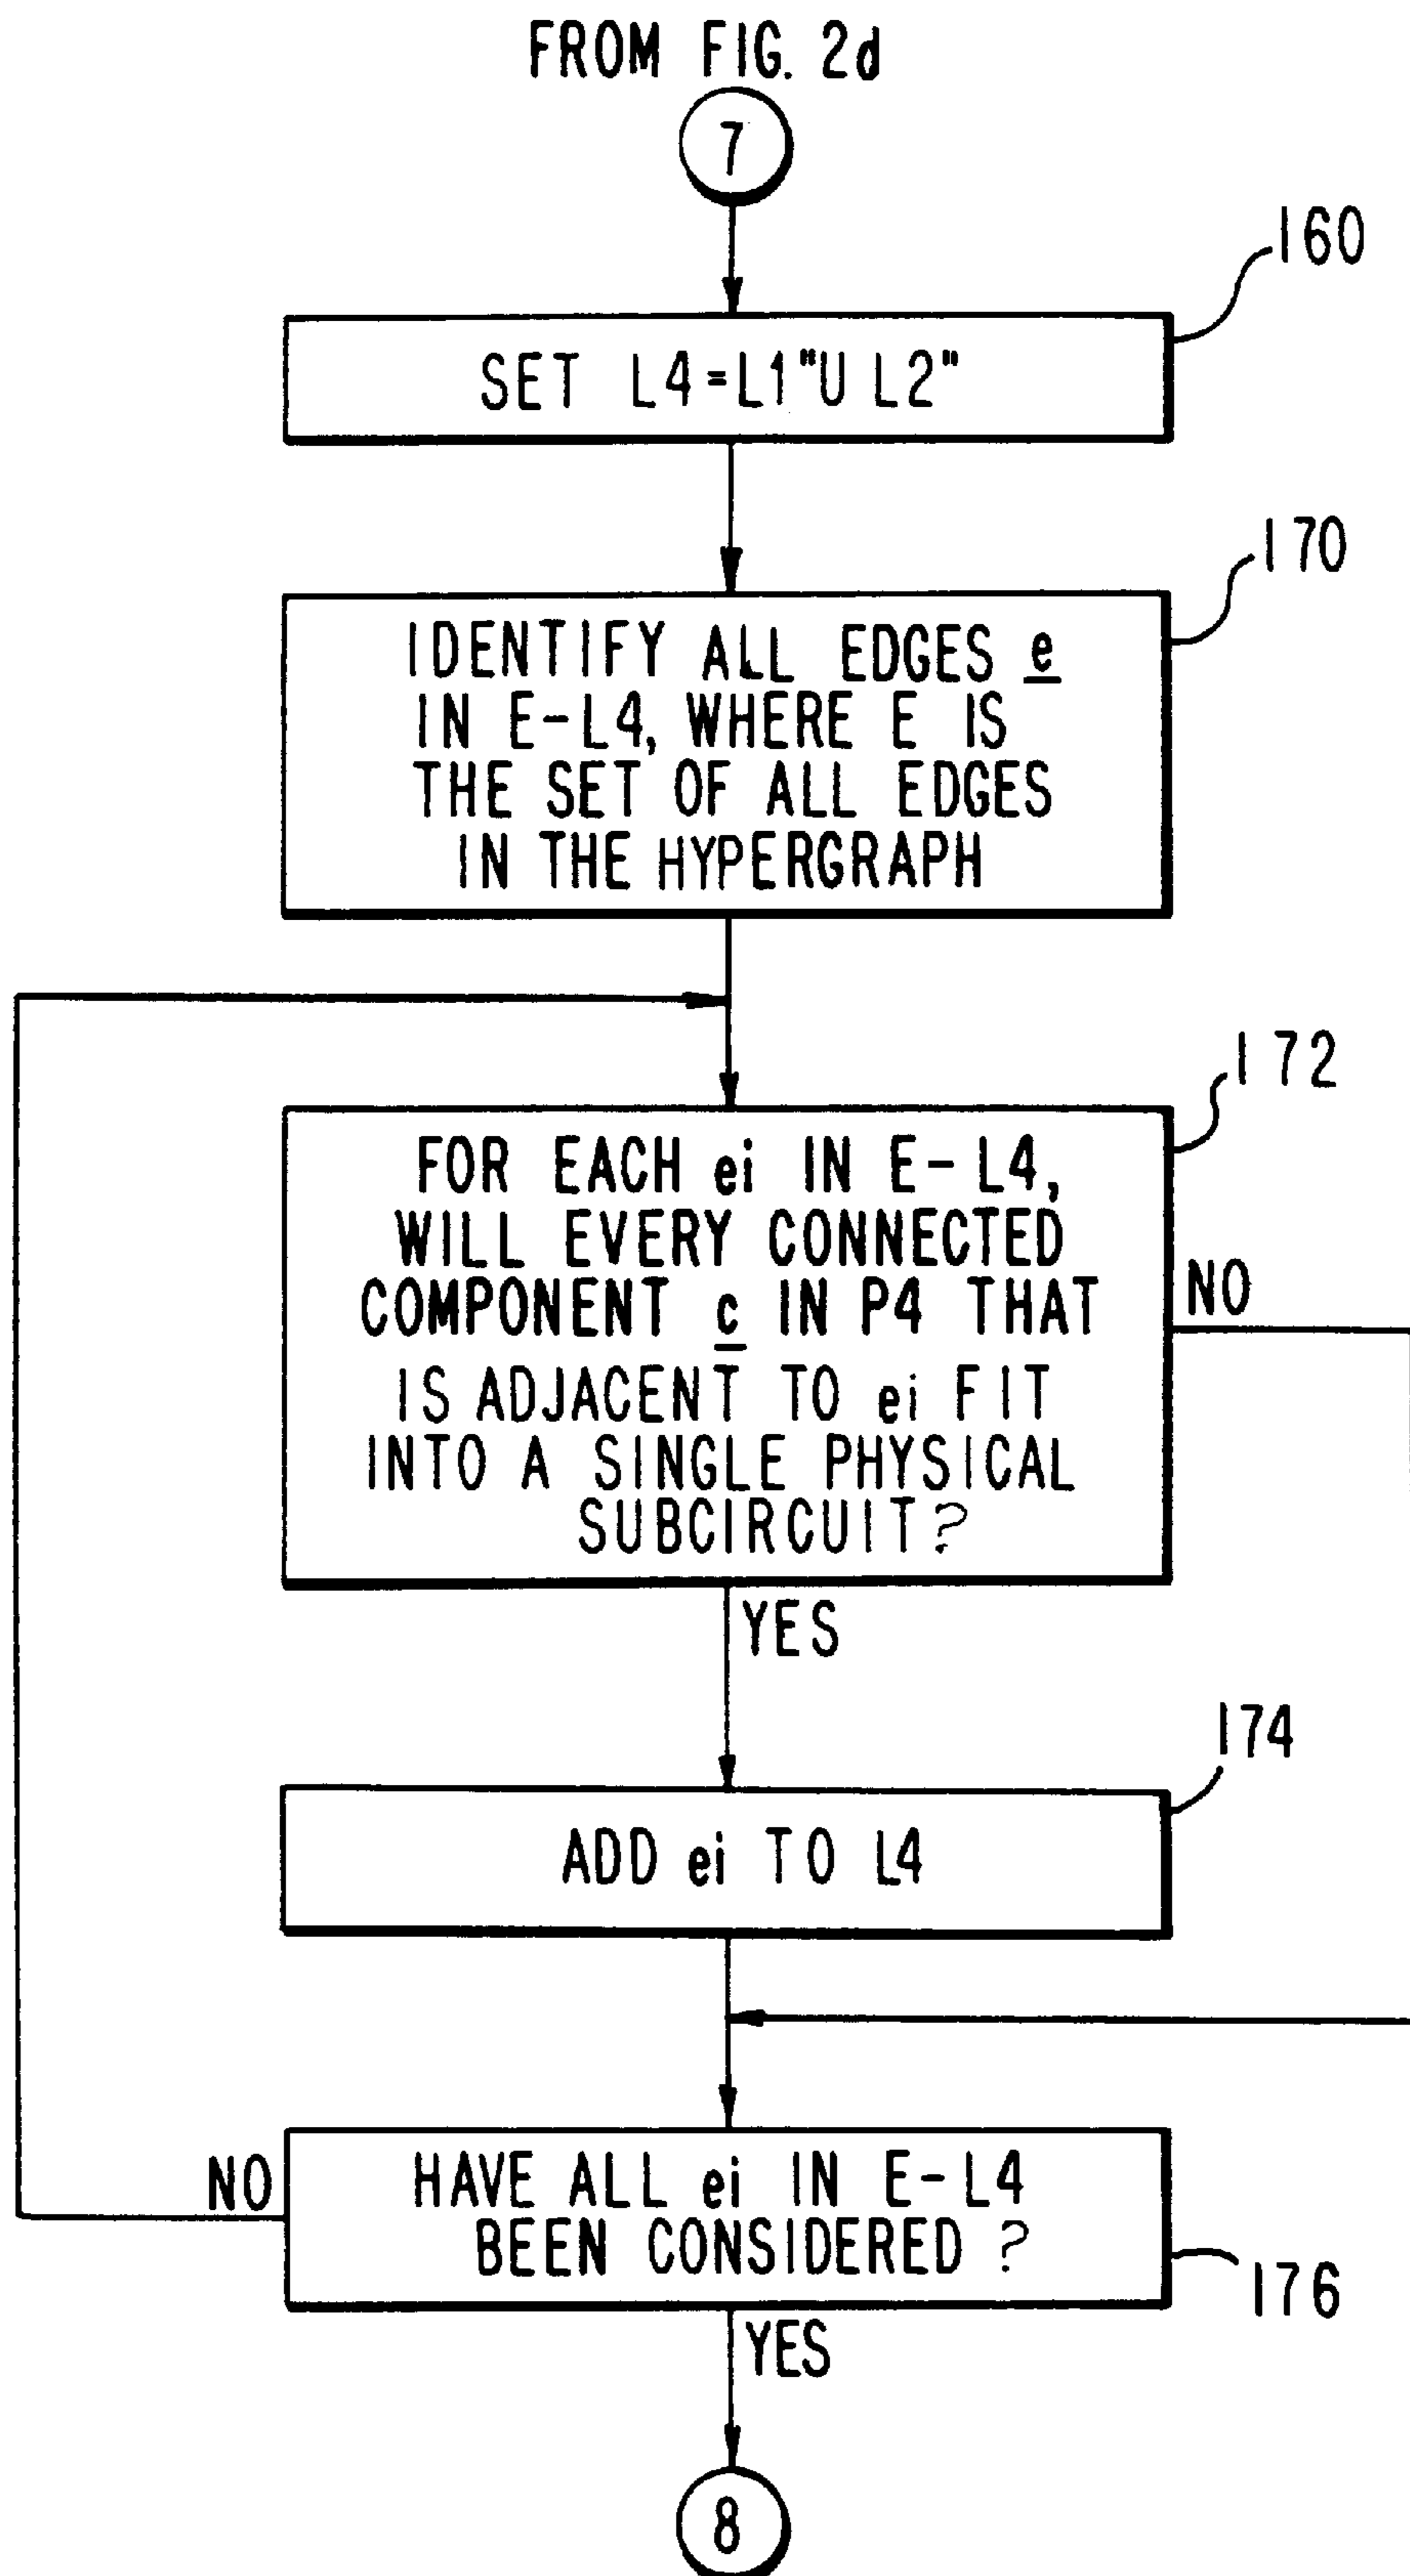 FROM FIG. 2d
7
160
SET L4=L1"U L2"
170
IDENTIFY ALL EDGES e
IN E-L4, WHERE E IS
THE SET OF ALL EDGES
IN THE HYPERGRAPH
172
FOR EACH ei IN E-L4,
WILL EVERY CONNECTED
COMPONENT c IN P4 THAT
IS ADJACENT TO ei FIT
INTO A SINGLE PHYSICAL
SUBCIRCUIT?
NO
YES
174
ADD ei TO L4
NO
HAVE ALL ei IN E-L4
BEEN CONSIDERED ?
176
YES
8